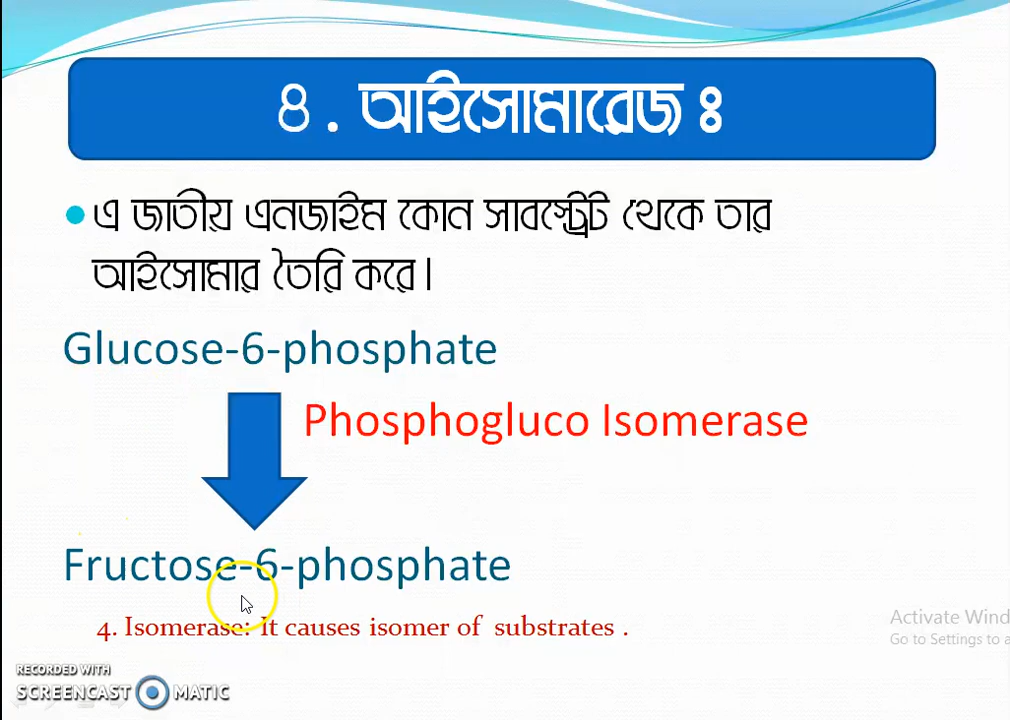 ৪ . আইসোমারেজ ঃ
এ জাতীয় এনজাইম কোন সাবস্ট্রেট থেকে তার
আইসোমার তৈরি করে।
Glucose-6-phosphate
Phosphogluco Isomerase
Fructose-6-phosphate
4. Isomerase: It causes isomer of substrates .
Activate Wind
Go to Settings to a
RECORDED WITH
SCREENCAST MATIC